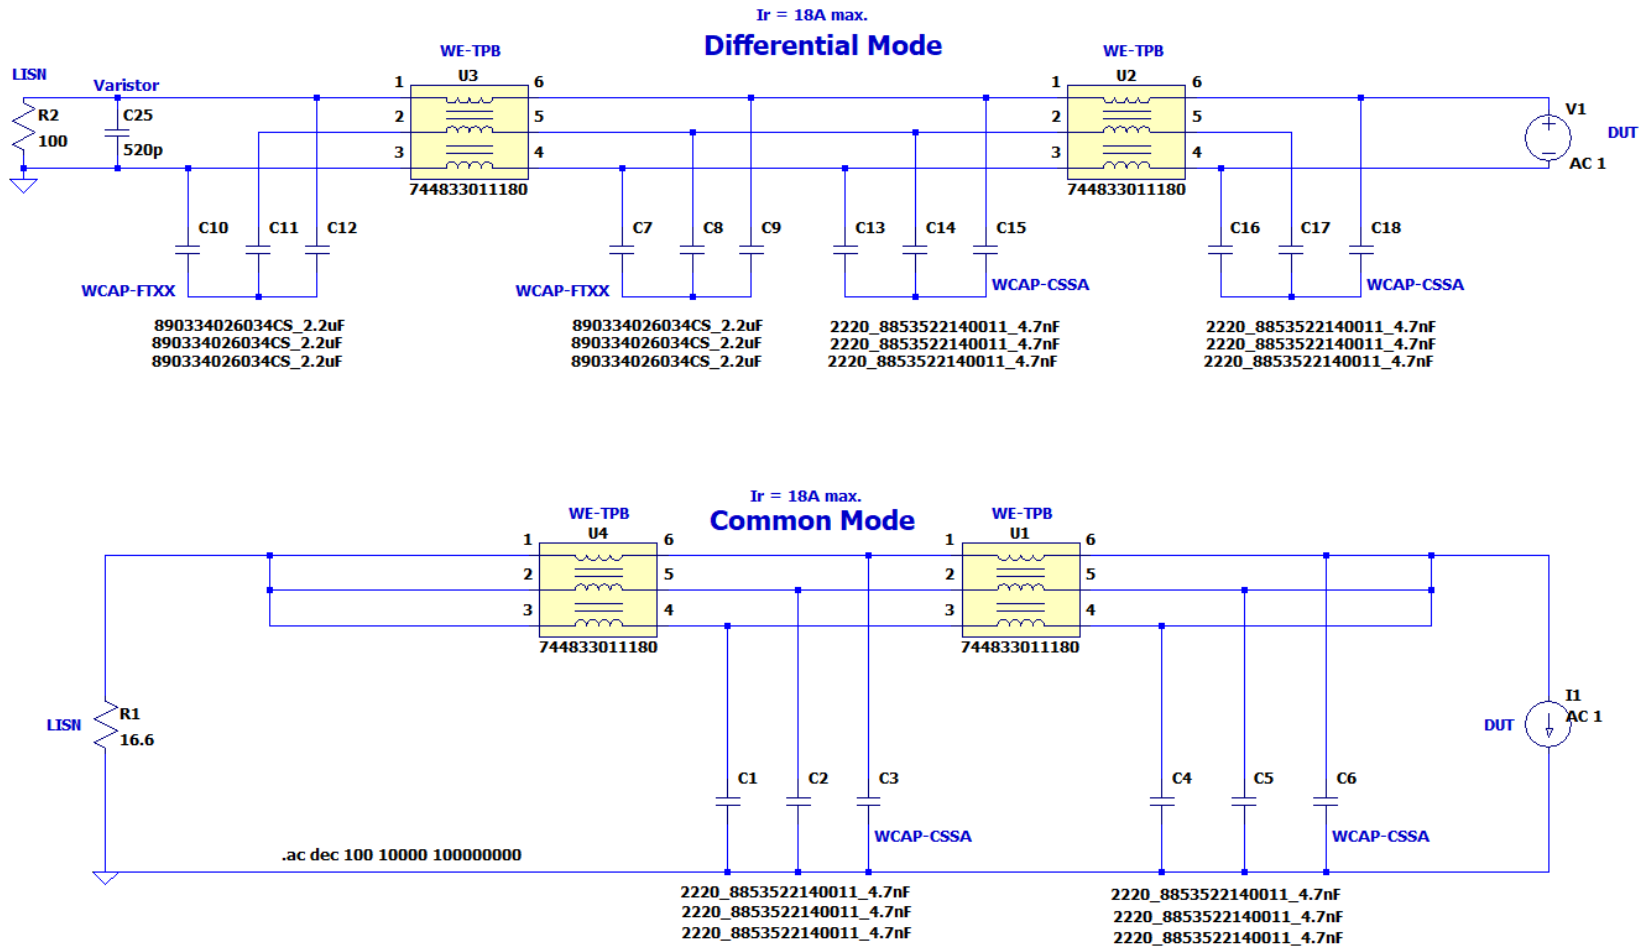 Ir = 18A max.
Differential Mode
WE-TPB
U3
1
2
3
6
5
4
744833011180
WE-TPB
U2
1
2
3
6
5
4
744833011180
LISN
R2
100
Varistor
C25
520p
V1
DUT
AC 1
C10
C11
C12
WCAP-FTXX
C7
C8
C9
WCAP-FTXX
C13
C14
C15
WCAP-CSSA
C16
C17
C18
WCAP-CSSA
890334026034CS_2.2uF
890334026034CS_2.2uF
890334026034CS_2.2uF
890334026034CS_2.2uF
890334026034CS_2.2uF
890334026034CS_2.2uF
2220_8853522140011_4.7nF
2220_8853522140011_4.7nF
2220_8853522140011_4.7nF
2220_8853522140011_4.7nF
2220_8853522140011_4.7nF
2220_8853522140011_4.7nF
Ir = 18A max.
Common Mode
WE-TPB
U4
1
2
3
6
5
4
744833011180
WE-TPB
U1
1
2
3
6
5
4
744833011180
LISN
R1
16.6
I1
AC 1
DUT
C1
C2
C3
WCAP-CSSA
C4
C5
C6
WCAP-CSSA
.ac dec 100 10000 100000000
2220_8853522140011_4.7nF
2220_8853522140011_4.7nF
2220_8853522140011_4.7nF
2220_8853522140011_4.7nF
2220_8853522140011_4.7nF
2220_8853522140011_4.7nF